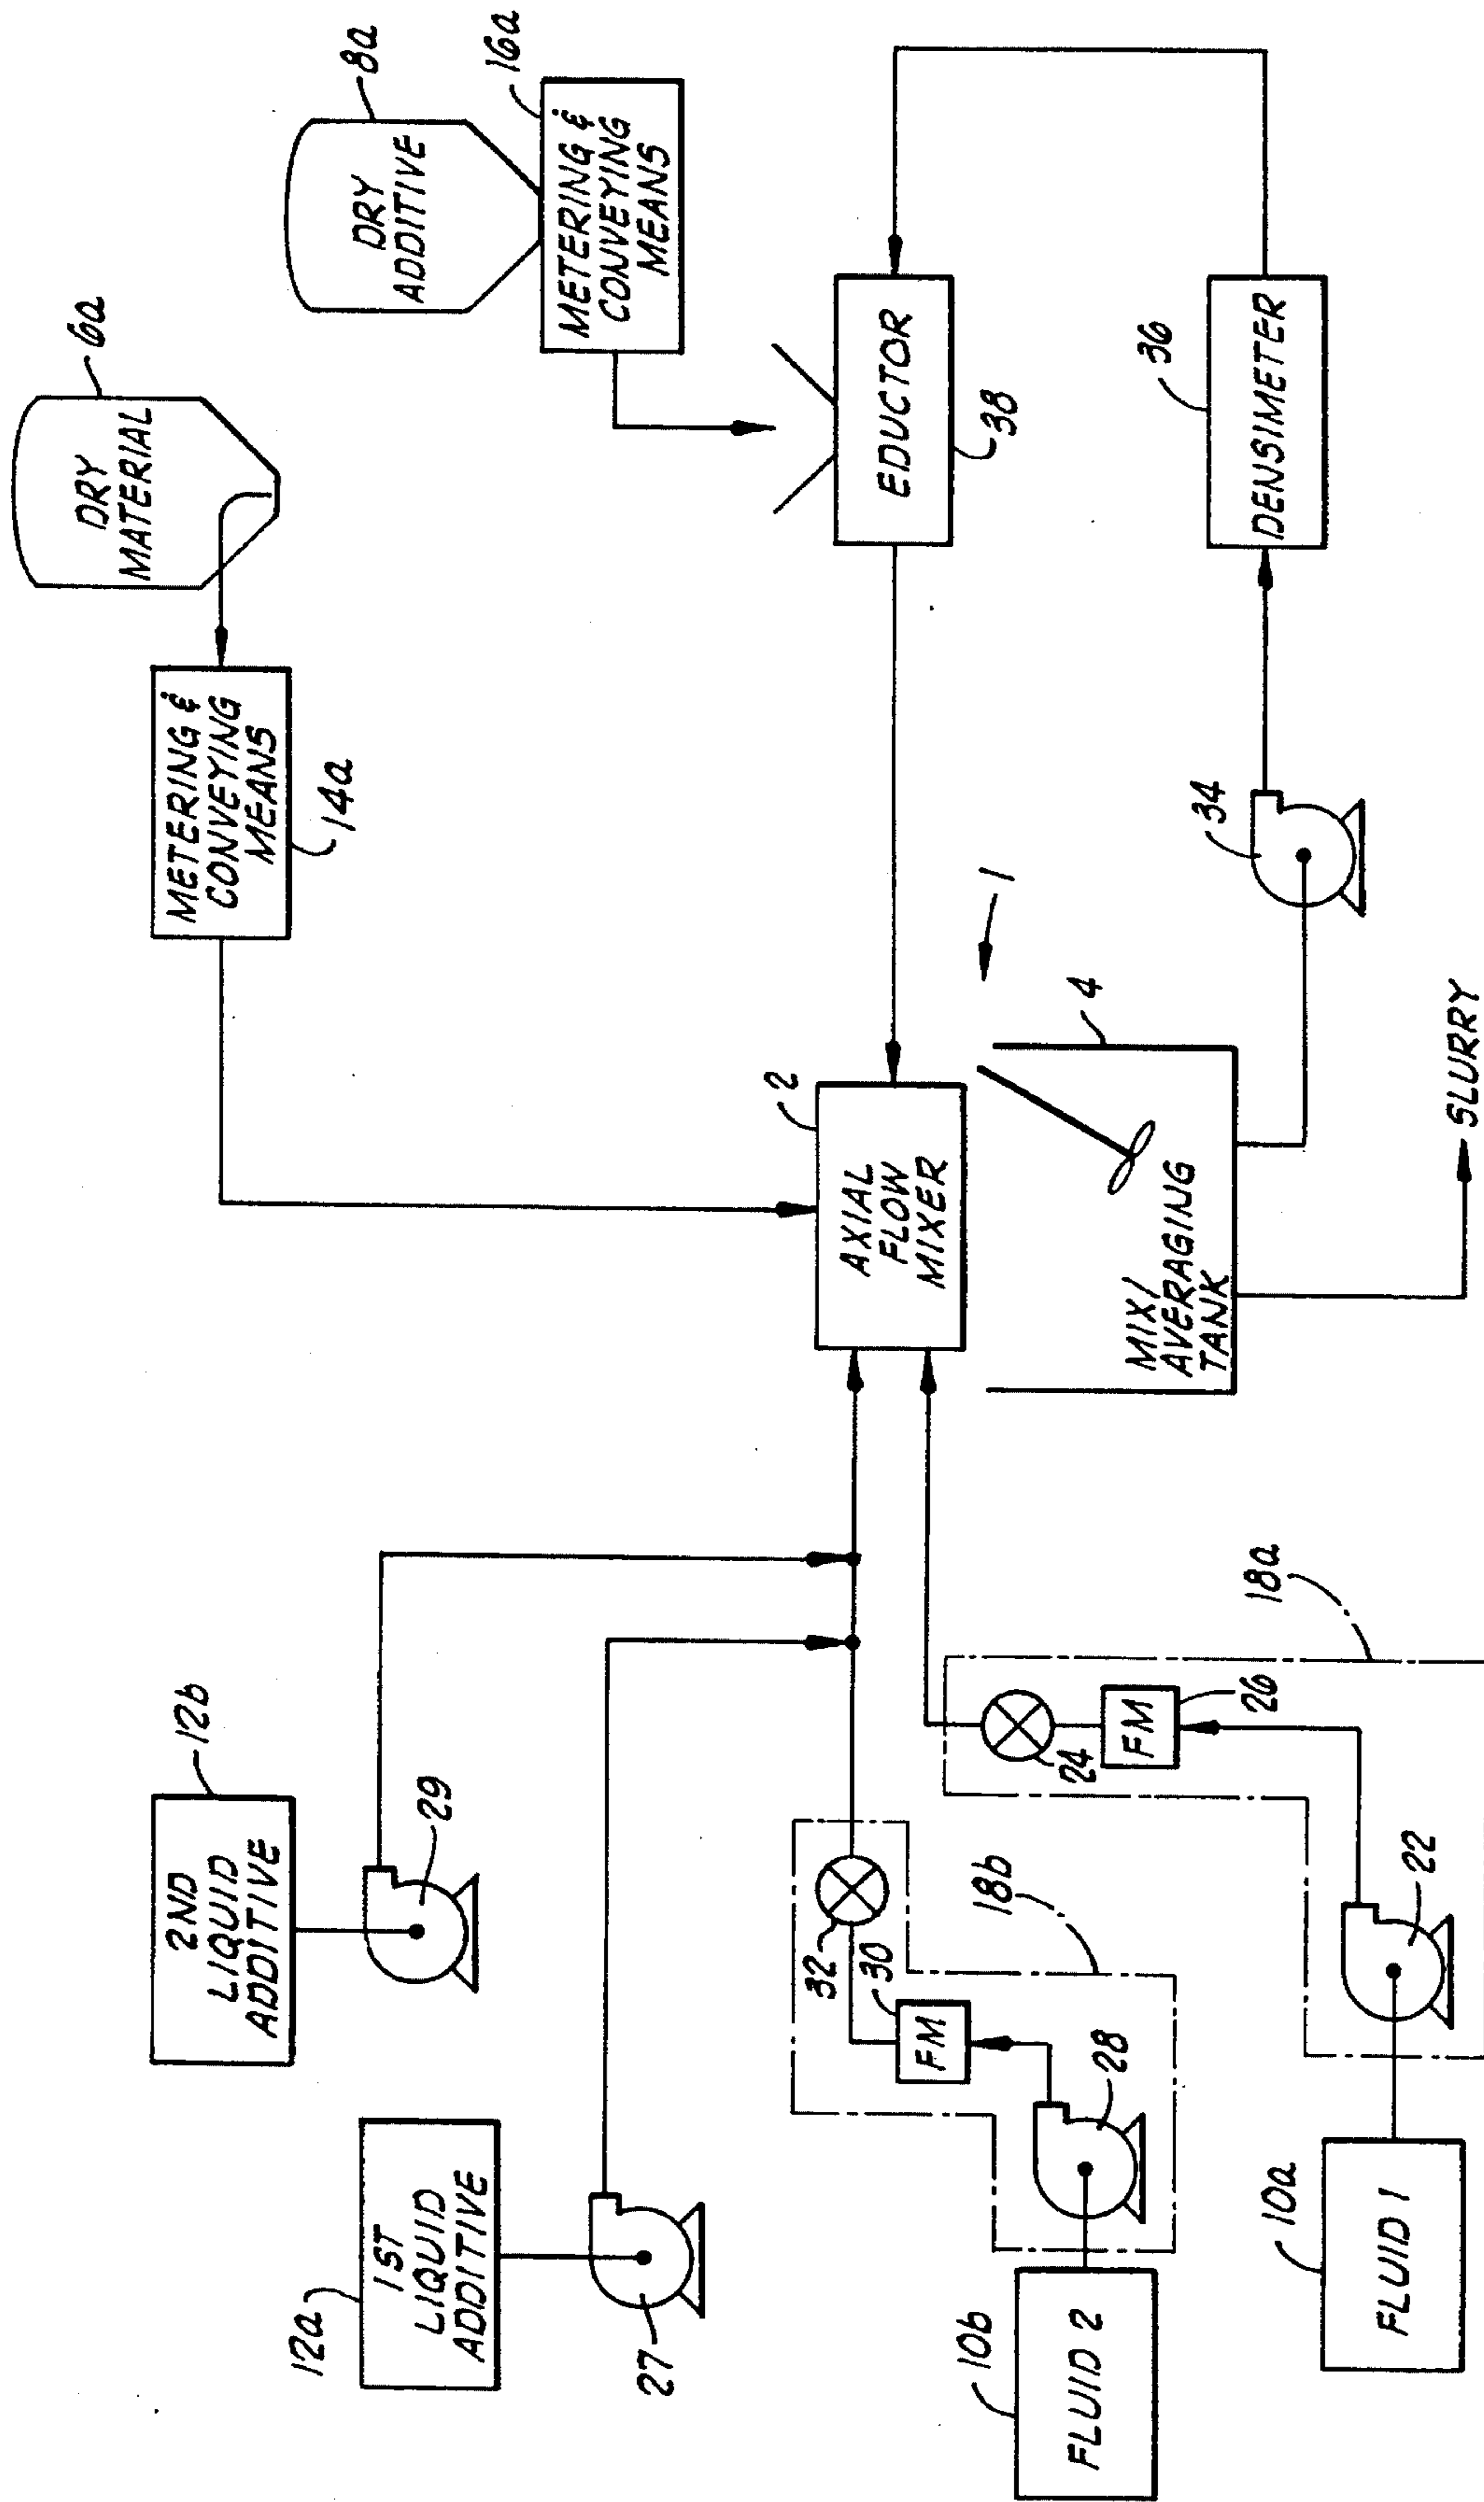 6a
DRY
MATERIAL
8a
DRY
ADDITIVE
16a
METERING &
CONVEYING
MEANS
METERING &
CONVEYING
MEANS
14a
12b
2ND
LIQUID
ADDITIVE
29
12a
1ST
LIQUID
ADDITIVE
27
2
AXIAL
FLOW
MIXER
EDUCTOR
38
1
4
MIX/
AVERAGING
TANK
34
36
DENSIMETER
SLURRY
32
30
FM
18b
28
10b
FLUID 2
24
FM
26
18a
22
10a
FLUID 1